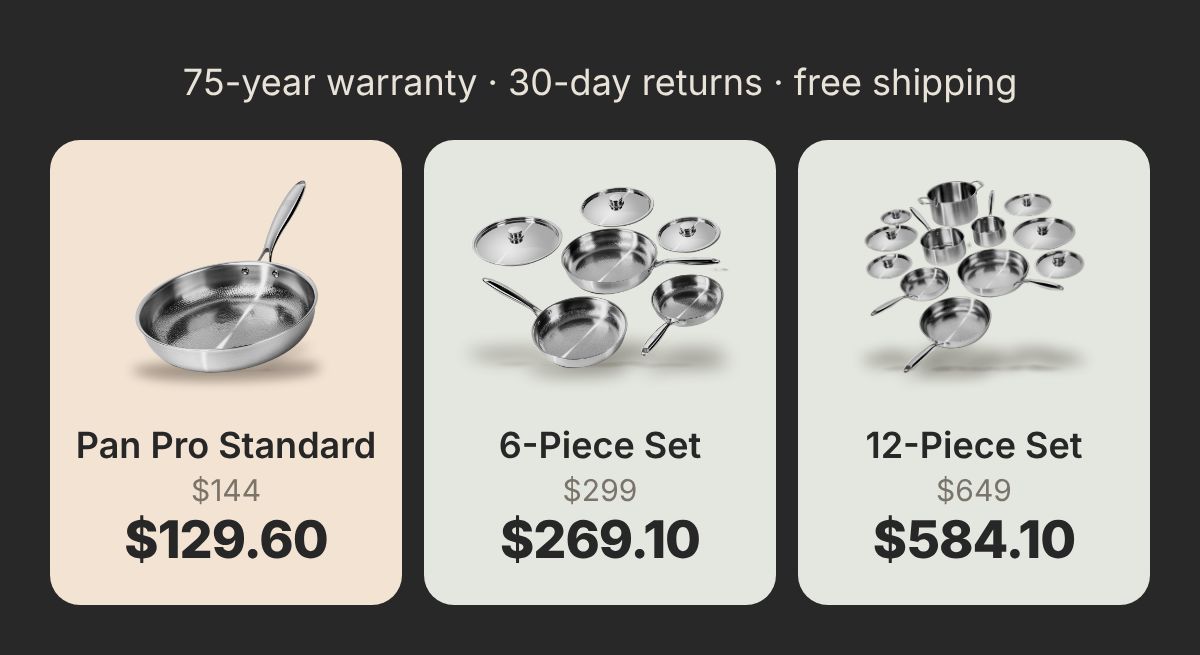 75-year warranty · 30-day returns · free shipping
Pan Pro Standard
$144
$129.60
6-Piece Set
$299
$269.10
12-Piece Set
$649
$584.10